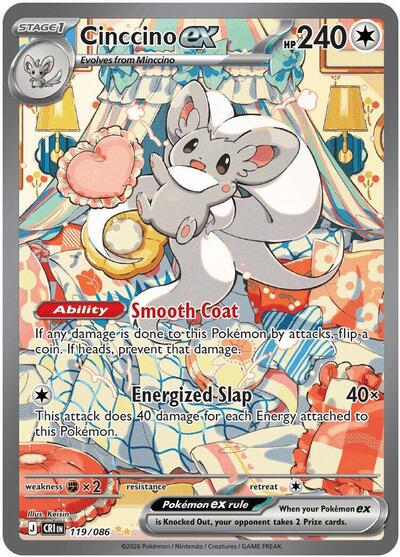 STAGE1 Cinccino ex HP 240
Evolves from Minccino
Ability Smooth Coat
If any damage is done to this Pokémon by attacks, flip a
coin. If heads, prevent that damage.
Energized Slap 40×
This attack does 40 damage for each Energy attached to
this Pokémon.
weakness ×2 resistance retreat
Pokémon ex rule When your Pokémon ex
is Knocked Out, your opponent takes 2 Prize cards.
Illus. Keisin
J CRI EN 119/086
©2026 Pokémon / Nintendo / Creatures / GAME FREAK